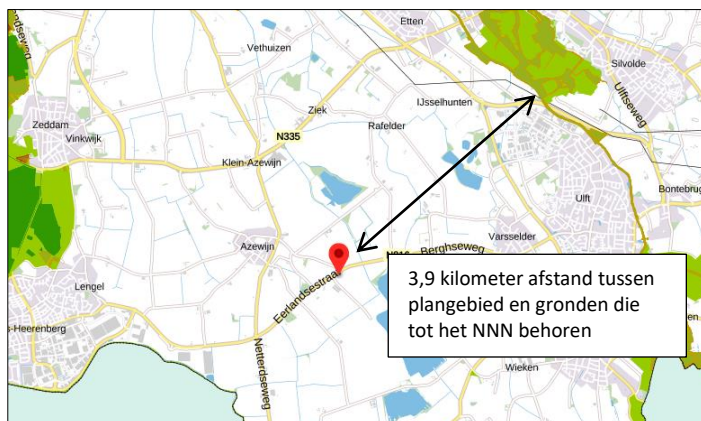 Etten
Vethuizen
Silvolde
Ulftseweg
IJsselhunten
Ziek
Zeddam
Rafelder
N335
Vinkwijk
Klein-Azewijn
Ulft
Bontebrug
Varsselder
Azewijn
Berghseweg
Eerlandsestraat
Lengel
3,9 kilometer afstand tussen
plangebied en gronden die
tot het NNN behoren
s-Heerenberg
Netterdseweg
Wieken